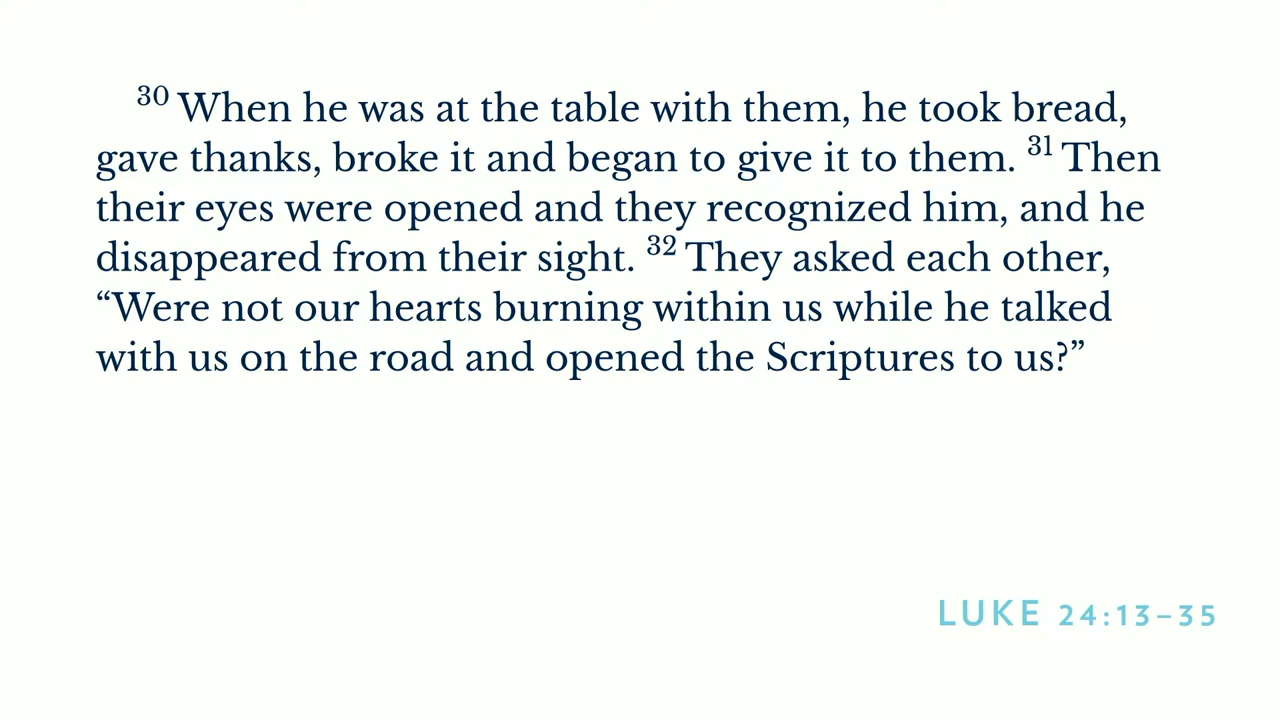 30 When he was at the table with them, he took bread,
gave thanks, broke it and began to give it to them. 31 Then
their eyes were opened and they recognized him, and he
disappeared from their sight. 32 They asked each other,
“Were not our hearts burning within us while he talked
with us on the road and opened the Scriptures to us?”
LUKE 24:13–35